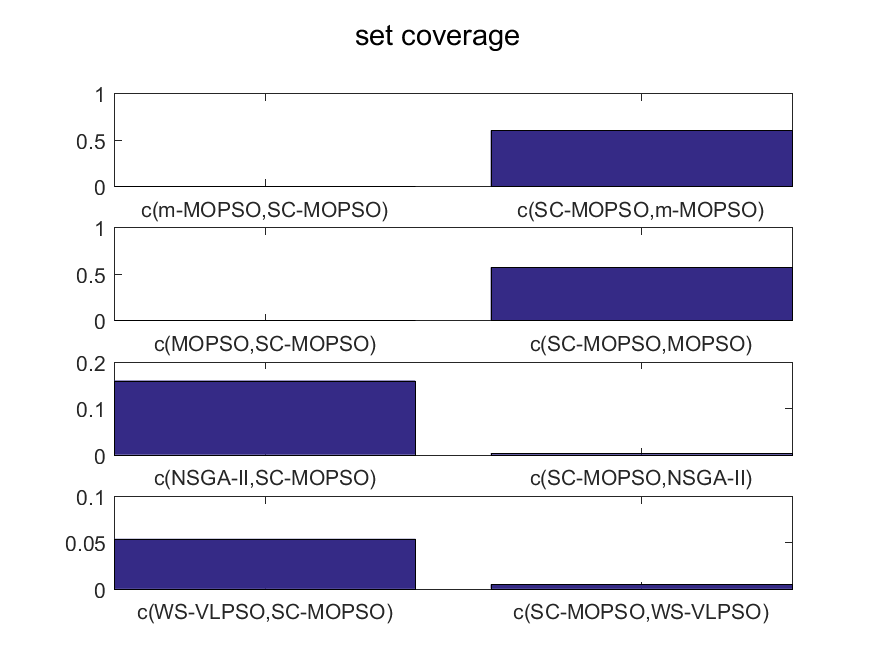 set coverage
1
0.5
0
c(m-MOPSO,SC-MOPSO) c(SC-MOPSO,m-MOPSO)
1
0.5
0
c(MOPSO,SC-MOPSO) c(SC-MOPSO,MOPSO)
0.2
0.1
0
c(NSGA-II,SC-MOPSO) c(SC-MOPSO,NSGA-II)
0.1
0.05
0
c(WS-VLPSO,SC-MOPSO) c(SC-MOPSO,WS-VLPSO)